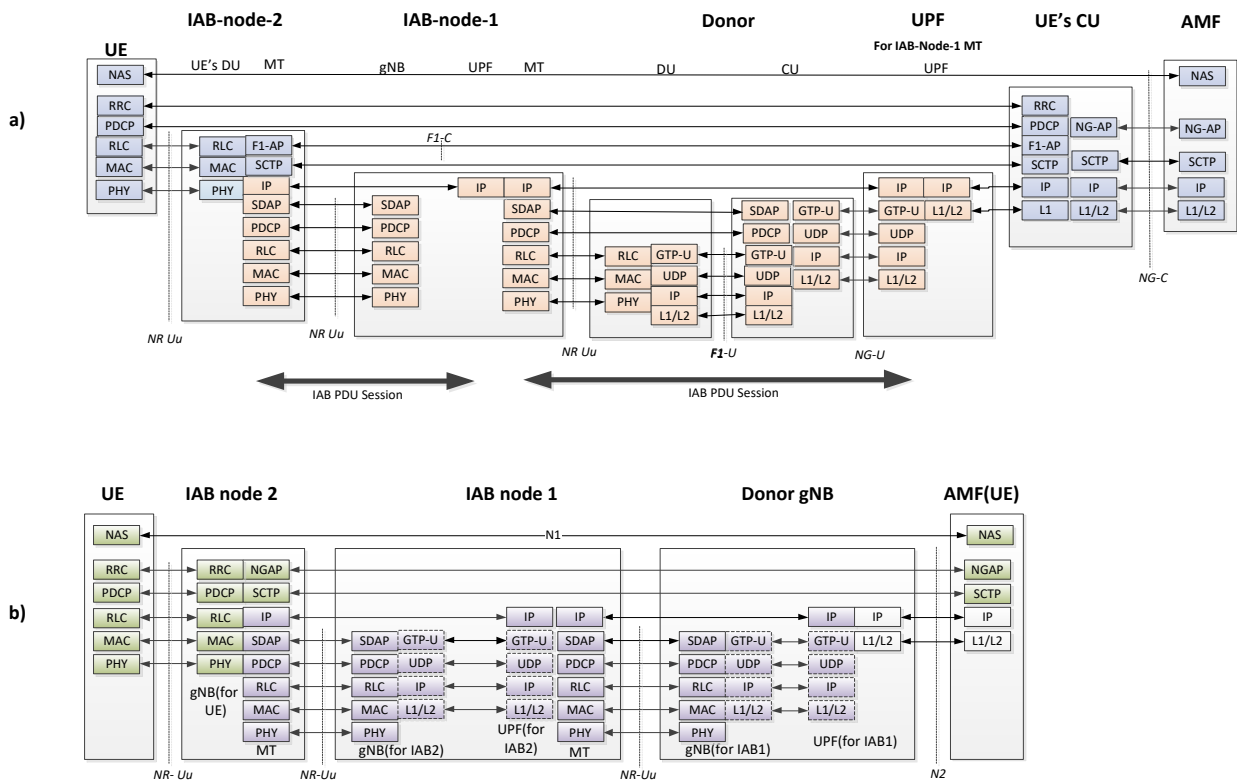 IAB-node-2 IAB-node-1 Donor UPF UE's CU AMF
For IAB-Node-1 MT
UE
UE's DU MT gNB UPF MT DU CU UPF
a)
NAS NAS
RRC RRC
PDCP PDCP NG-AP NG-AP
F1-C
RLC RLC F1-AP F1-AP
MAC MAC SCTP SCTP SCTP SCTP
PHY PHY IP IP IP IP IP IP IP IP
SDAP SDAP SDAP SDAP GTP-U GTP-U L1/L2 L1 L1/L2 L1/L2
PDCP PDCP PDCP PDCP UDP UDP
RLC RLC RLC RLC GTP-U GTP-U IP IP
MAC MAC MAC MAC UDP UDP L1/L2 L1/L2
PHY PHY PHY PHY IP IP
L1/L2 L1/L2
NG-C
NR Uu NR Uu NR Uu F1-U NG-U
IAB PDU Session IAB PDU Session
UE IAB node 2 IAB node 1 Donor gNB AMF(UE)
b)
NAS N1 NAS
RRC RRC NGAP NGAP
PDCP PDCP SCTP SCTP
RLC RLC IP IP IP IP IP IP
MAC MAC SDAP SDAP GTP-U GTP-U SDAP SDAP GTP-U GTP-U L1/L2 L1/L2
PHY PHY PDCP PDCP UDP UDP PDCP PDCP UDP UDP
gNB(for
UE)
RLC RLC IP IP RLC RLC IP IP
MAC MAC L1/L2 L1/L2 MAC MAC L1/L2 L1/L2
PHY PHY UPF(for
IAB2) PHY PHY UPF(for IAB1)
MT gNB(for IAB2) MT gNB(for IAB1)
NR- Uu NR-Uu NR-Uu N2